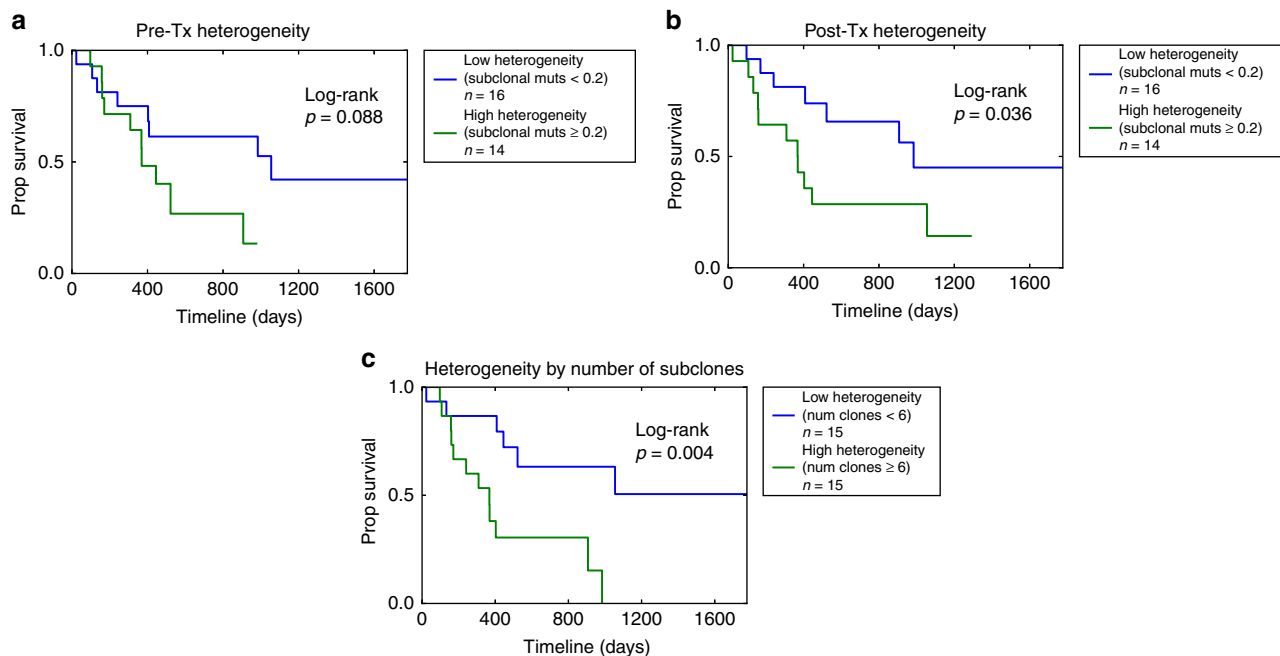 a
Pre-Tx heterogeneity
1.0
0.5
0.0
Prop survival
0
400
800
1200
1600
Timeline (days)
Log-rank
p = 0.088
Low heterogeneity
(subclonal muts < 0.2)
n = 16
High heterogeneity
(subclonal muts ≥ 0.2)
n = 14
b
Post-Tx heterogeneity
1.0
0.5
0.0
Prop survival
0
400
800
1200
1600
Timeline (days)
Log-rank
p = 0.036
Low heterogeneity
(subclonal muts < 0.2)
n = 16
High heterogeneity
(subclonal muts ≥ 0.2)
n = 14
c
Heterogeneity by number of subclones
1.0
0.5
0.0
Prop survival
0
400
800
1200
1600
Timeline (days)
Log-rank
p = 0.004
Low heterogeneity
(num clones < 6)
n = 15
High heterogeneity
(num clones ≥ 6)
n = 15